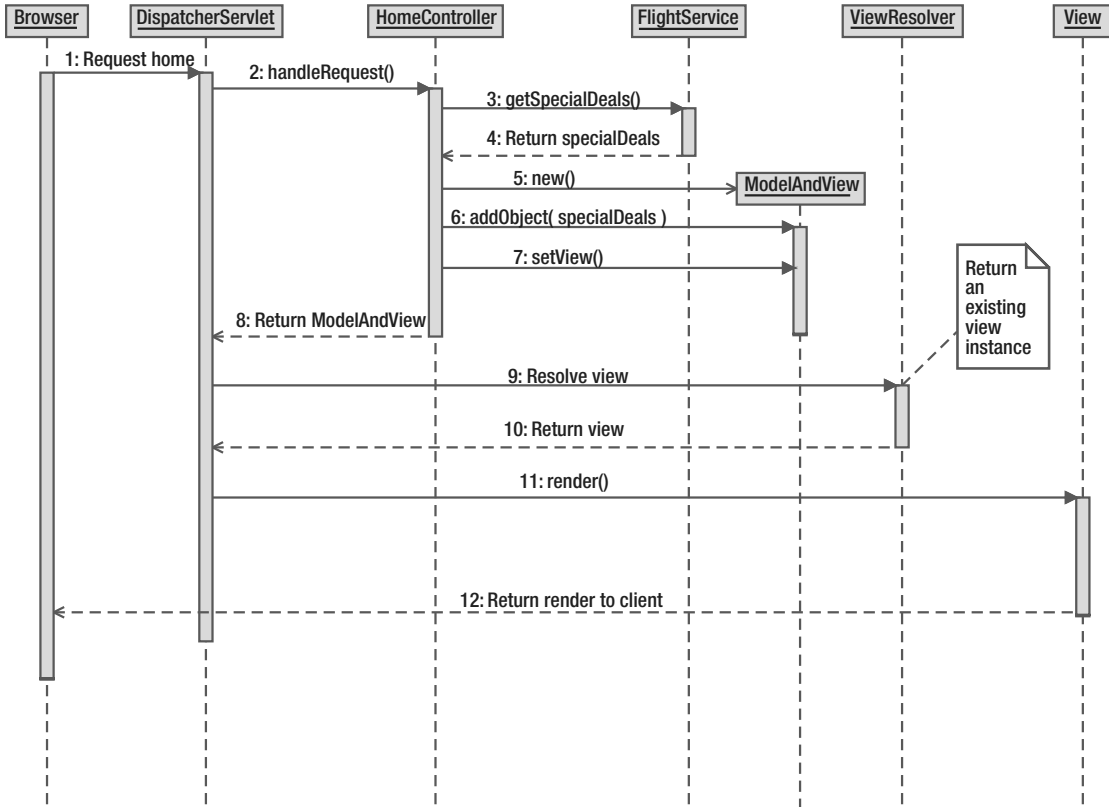 Browser
DispatcherServlet
HomeController
FlightService
ViewResolver
View
1: Request home
2: handleRequest()
3: getSpecialDeals()
4: Return specialDeals
5: new()
ModelAndView
6: addObject( specialDeals )
7: setView()
Return
an
existing
view
instance
8: Return ModelAndView
9: Resolve view
10: Return view
11: render()
12: Return render to client